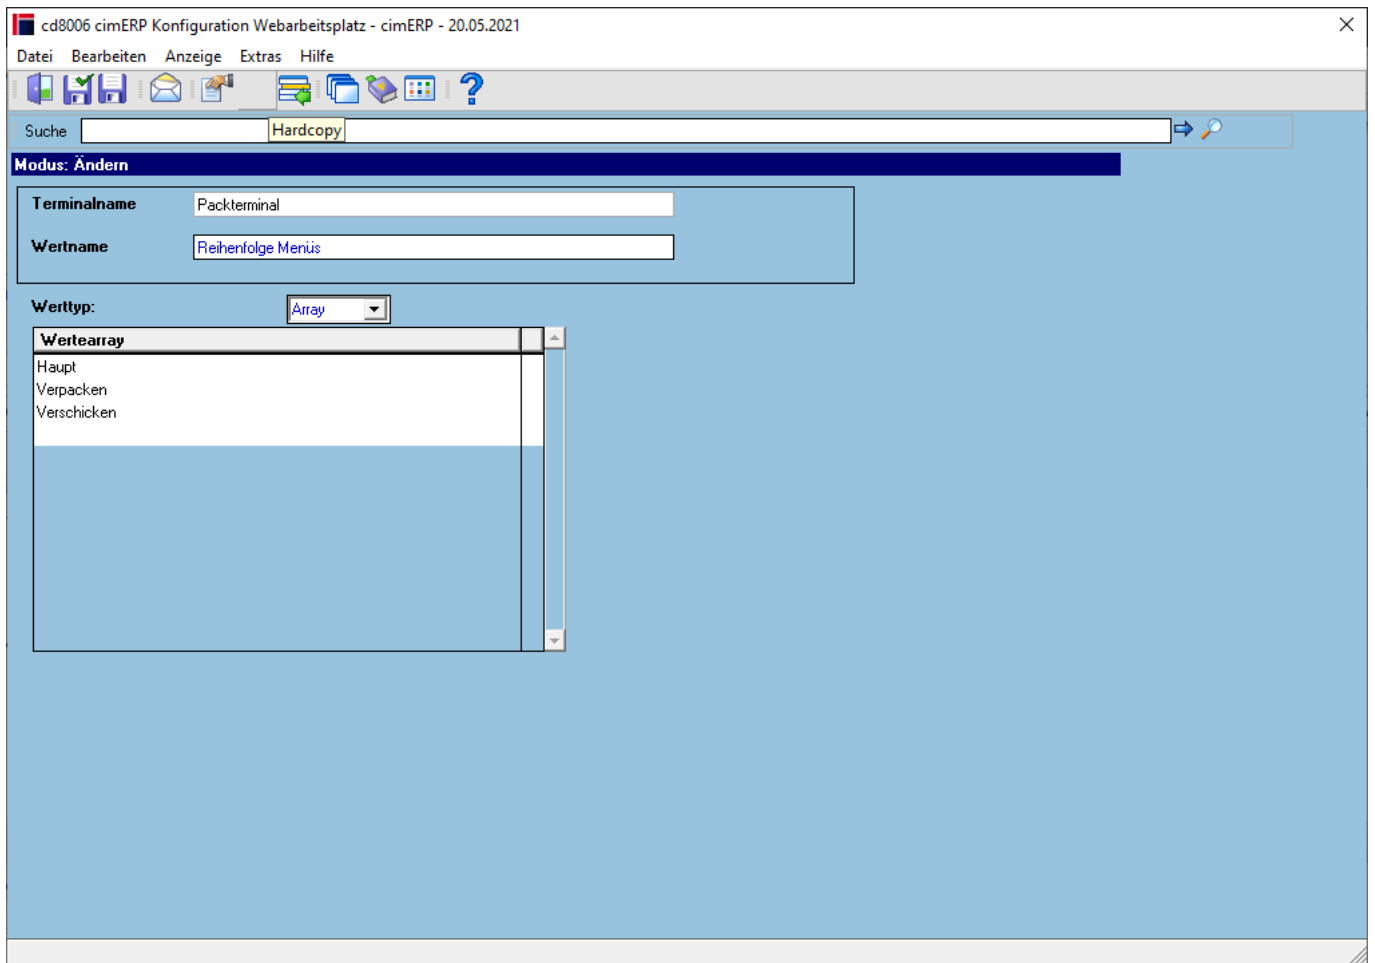 cd8006 cimERP Konfiguration Webarbeitsplatz - cimERP - 20.05.2021
Datei Bearbeiten Anzeige Extras Hilfe
Suche
Hardcopy
Modus: Ändern
Terminalname Packterminal
Wertname Reihenfolge Menüs
Werttyp: Array
Wertearray
Haupt
Verpacken
Verschicken